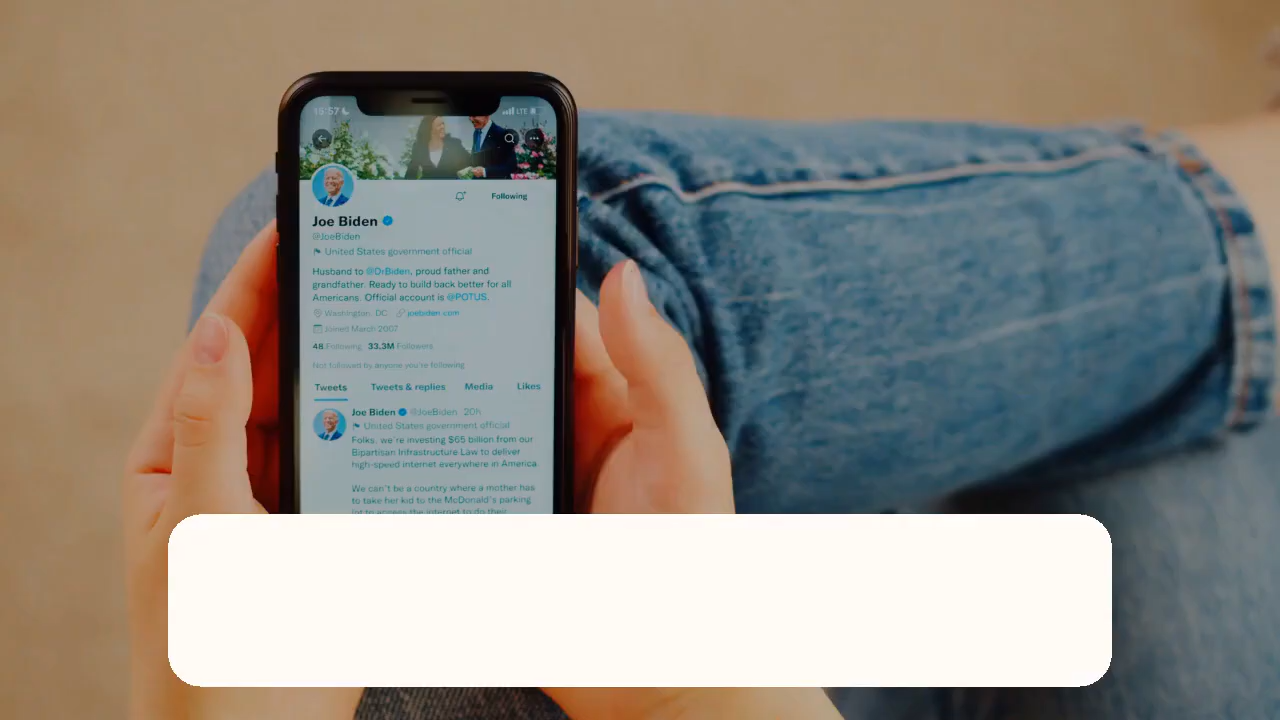 15:57
LTE
Following
Joe Biden
@JoeBiden
United States government official
Husband to @DrBiden, proud father and
grandfather. Ready to build back better for all
Americans. Official account is @POTUS.
Washington, DC joebiden.com
Joined March 2007
48 Following 33.3M Followers
Not followed by anyone you're following
Tweets Tweets & replies Media Likes
Joe Biden @JoeBiden · 20h
United States government official
Folks, we're investing $65 billion from our
Bipartisan Infrastructure Law to deliver
high-speed internet everywhere in America.
We can't be a country where a mother has
to take her kid to the McDonald's parking
lot to access the internet to do their